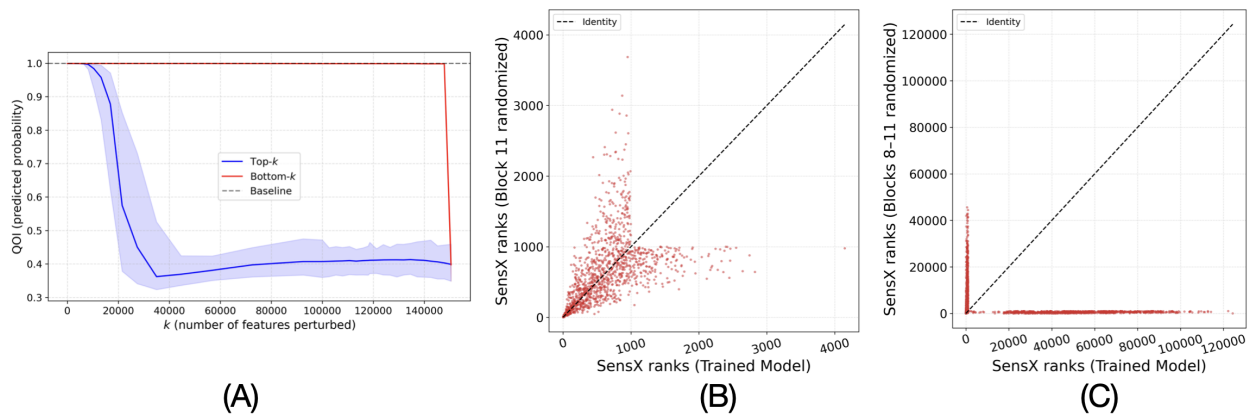 QOI (predicted probability)
1.0
0.9
0.8
0.7
0.6
0.5
0.4
0.3
Top-k
Bottom-k
Baseline
0 20000 40000 60000 80000 100000 120000 140000
k (number of features perturbed)
(A)
SensX ranks (Block 11 randomized)
Identity
4000
3000
2000
1000
0
0 1000 2000 3000 4000
SensX ranks (Trained Model)
(B)
SensX ranks (Blocks 8–11 randomized)
Identity
120000
100000
80000
60000
40000
20000
0
0 20000 40000 60000 80000 100000 120000
SensX ranks (Trained Model)
(C)